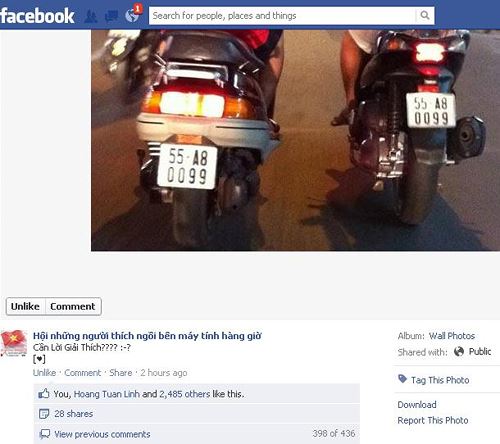 facebook
1
Search for people, places and things
55-A8
0099
55-A8
0099
Unlike Comment
Hội những người thích ngồi bên máy tính hàng giờ
Cần Lời Giải Thích???? :-?
[♥]
Unlike · Comment · Share · 2 hours ago
You, Hoang Tuan Linh and 2,485 others like this.
28 shares
View previous comments
398 of 436
Album: Wall Photos
Shared with: Public
Tag This Photo
Download
Report This Photo